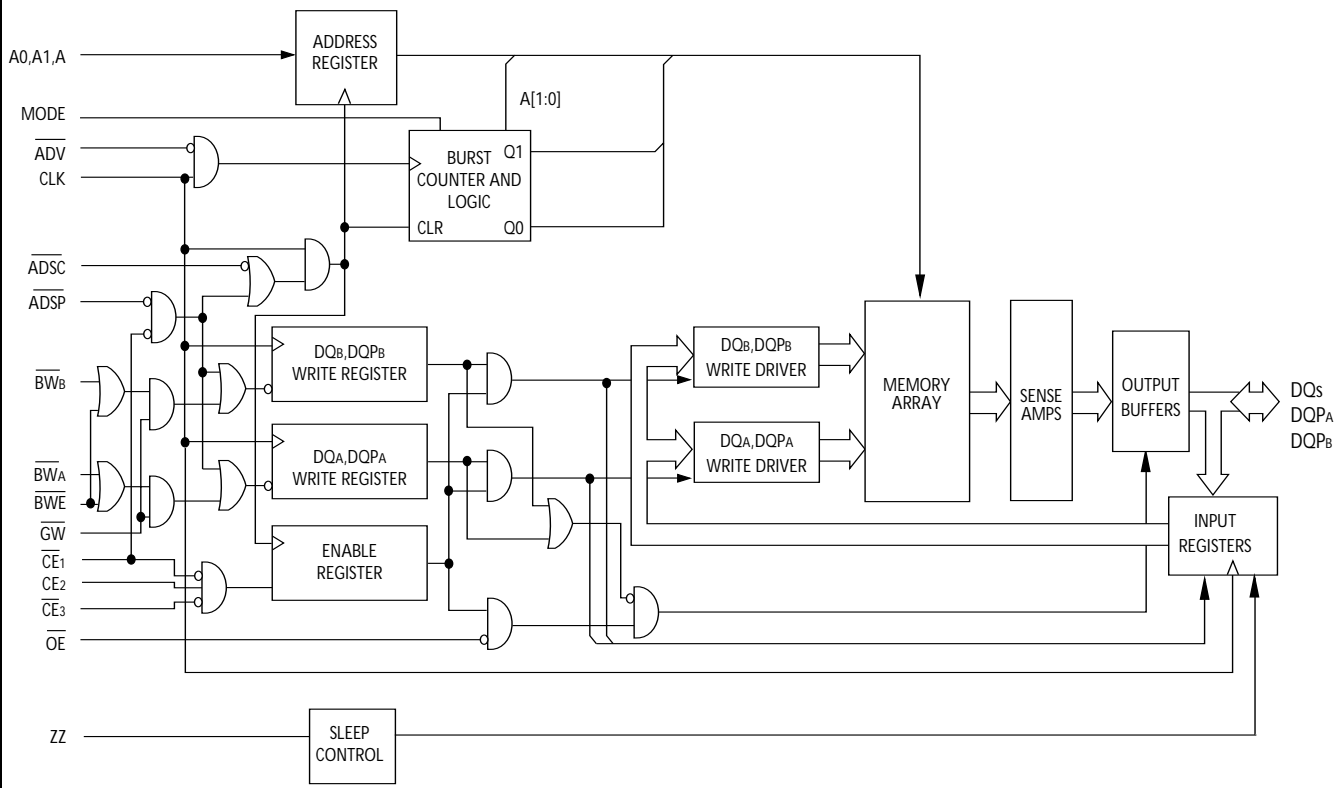 A0,A1,A
ADDRESS
REGISTER
MODE
A[1:0]
ADV
CLK
BURST
COUNTER AND
LOGIC
Q1
CLR
Q0
ADSC
ADSP
DQB,DQPB
WRITE REGISTER
BWB
DQA,DQPA
WRITE REGISTER
BWA
BWE
GW
CE1
CE2
CE3
OE
ENABLE
REGISTER
DQB,DQPB
WRITE DRIVER
DQA,DQPA
WRITE DRIVER
MEMORY
ARRAY
SENSE
AMPS
OUTPUT
BUFFERS
DQs
DQPA
DQPB
INPUT
REGISTERS
ZZ
SLEEP
CONTROL